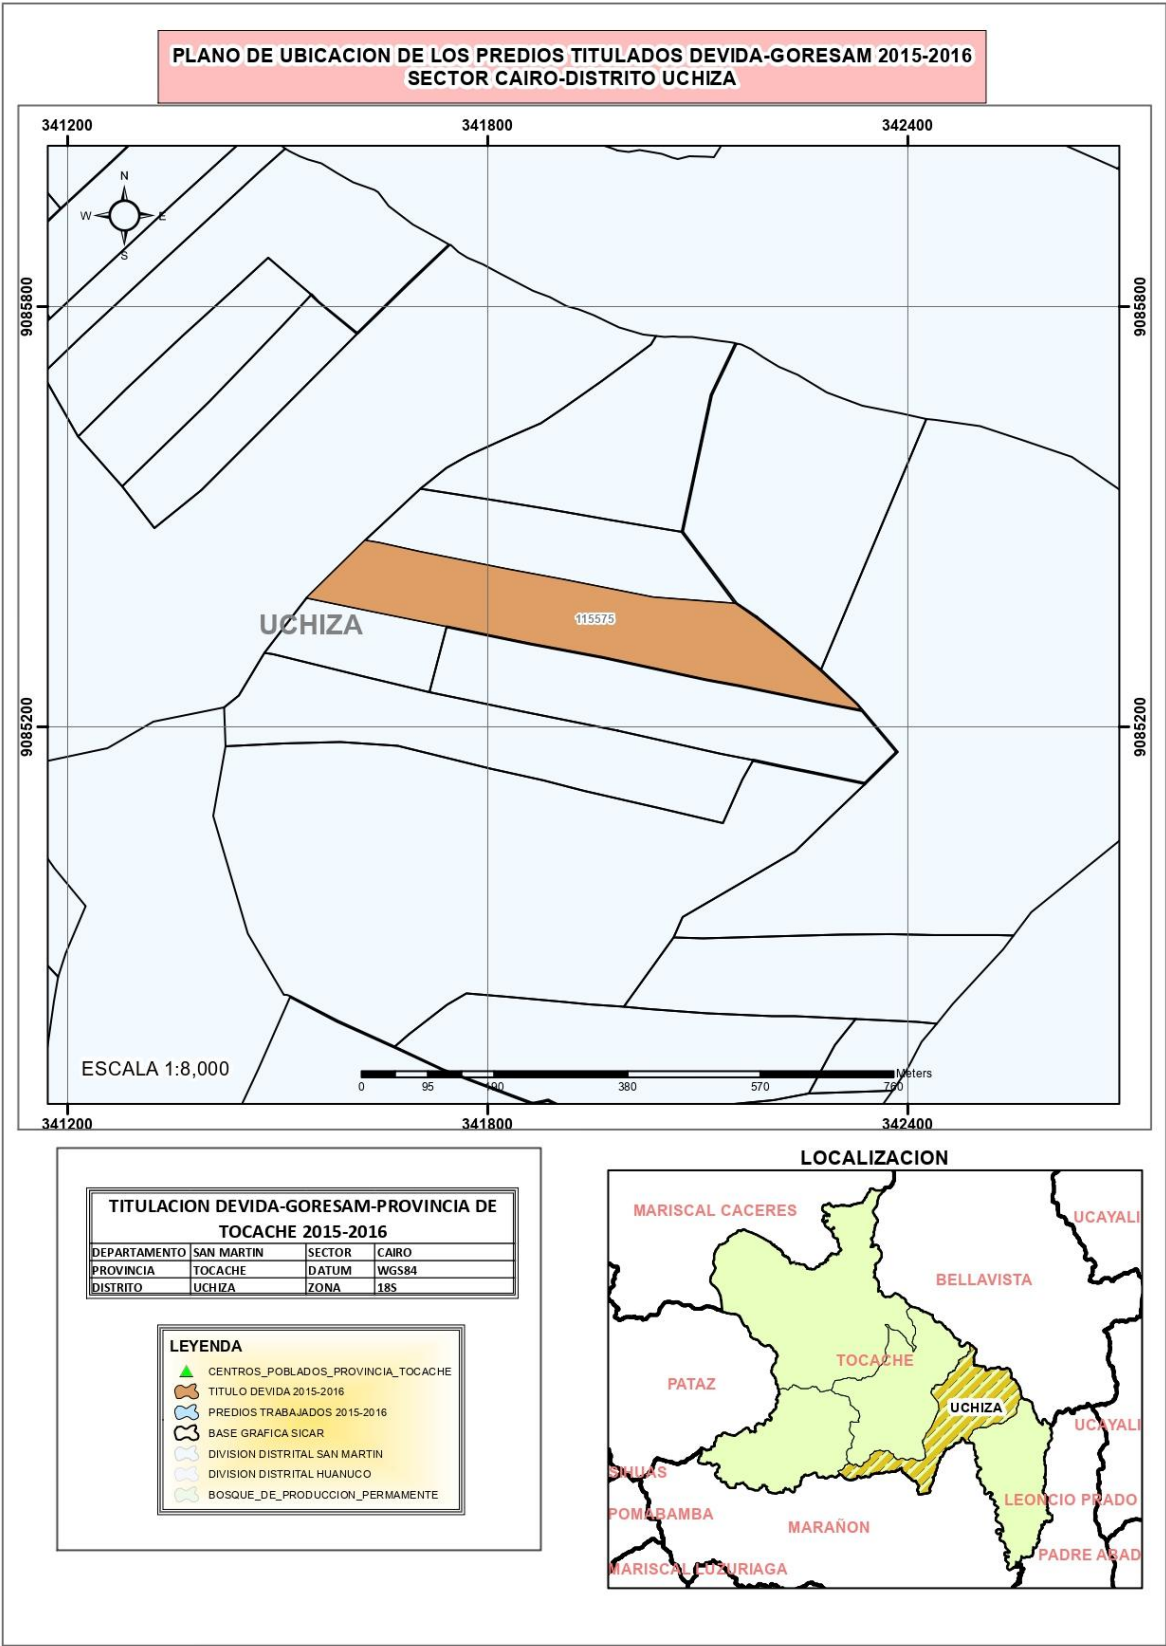 PLANO DE UBICACION DE LOS PREDIOS TITULADOS DEVIDA-GORESAM 2015-2016
SECTOR CAIRO-DISTRITO UCHIZA
341200 341800 342400
N
W E
S
9085800 9085800
115575
UCHIZA
9085200 9085200
ESCALA 1:8,000
Meters
0 95 190 380 570 760
341200 341800 342400
TITULACION DEVIDA-GORESAM-PROVINCIA DE
TOCACHE 2015-2016
DEPARTAMENTO SAN MARTIN SECTOR CAIRO
PROVINCIA TOCACHE DATUM WGS84
DISTRITO UCHIZA ZONA 18S
LEYENDA
CENTROS_POBLADOS_PROVINCIA_TOCACHE
TITULO DEVIDA 2015-2016
PREDIOS TRABAJADOS 2015-2016
BASE GRAFICA SICAR
DIVISION DISTRITAL SAN MARTIN
DIVISION DISTRITAL HUANUCO
BOSQUE_DE_PRODUCCION_PERMAMENTE
LOCALIZACION
MARISCAL CACERES
UCAYALI
BELLAVISTA
TOCACHE
PATAZ
UCHIZA
UCAYALI
SIHUAS
LEONCIO PRADO
POMABAMBA
MARAÑON
PADRE ABAD
MARISCAL LUZURIAGA